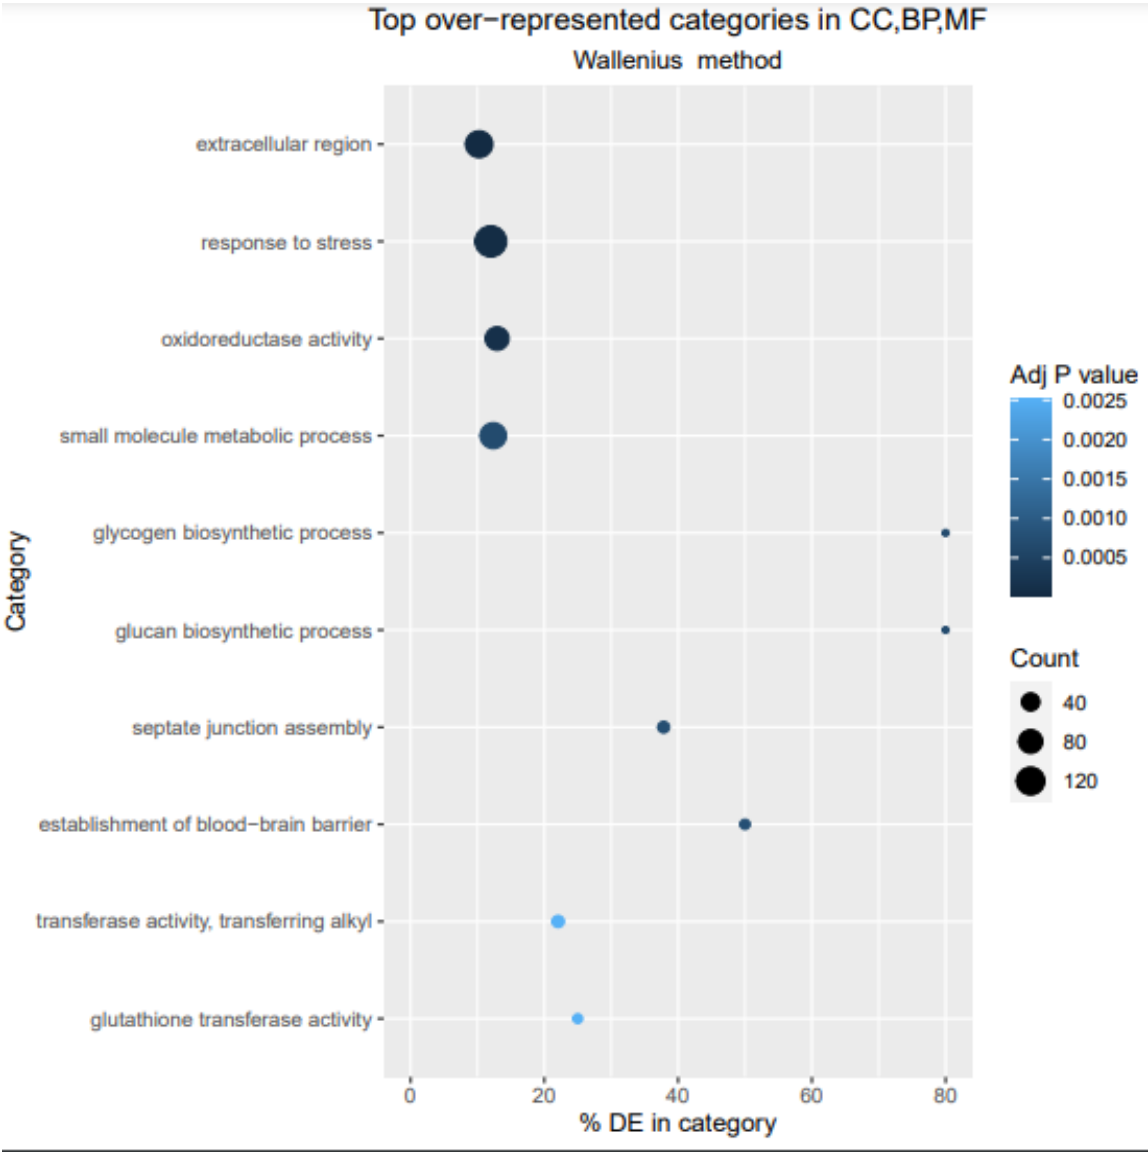 Top over−represented categories in CC,BP,MF
Wallenius method
Category
extracellular region
response to stress
oxidoreductase activity
small molecule metabolic process
glycogen biosynthetic process
glucan biosynthetic process
septate junction assembly
establishment of blood−brain barrier
transferase activity, transferring alkyl
glutathione transferase activity
0 20 40 60 80
% DE in category
Adj P value
0.0025
0.0020
0.0015
0.0010
0.0005
Count
40
80
120